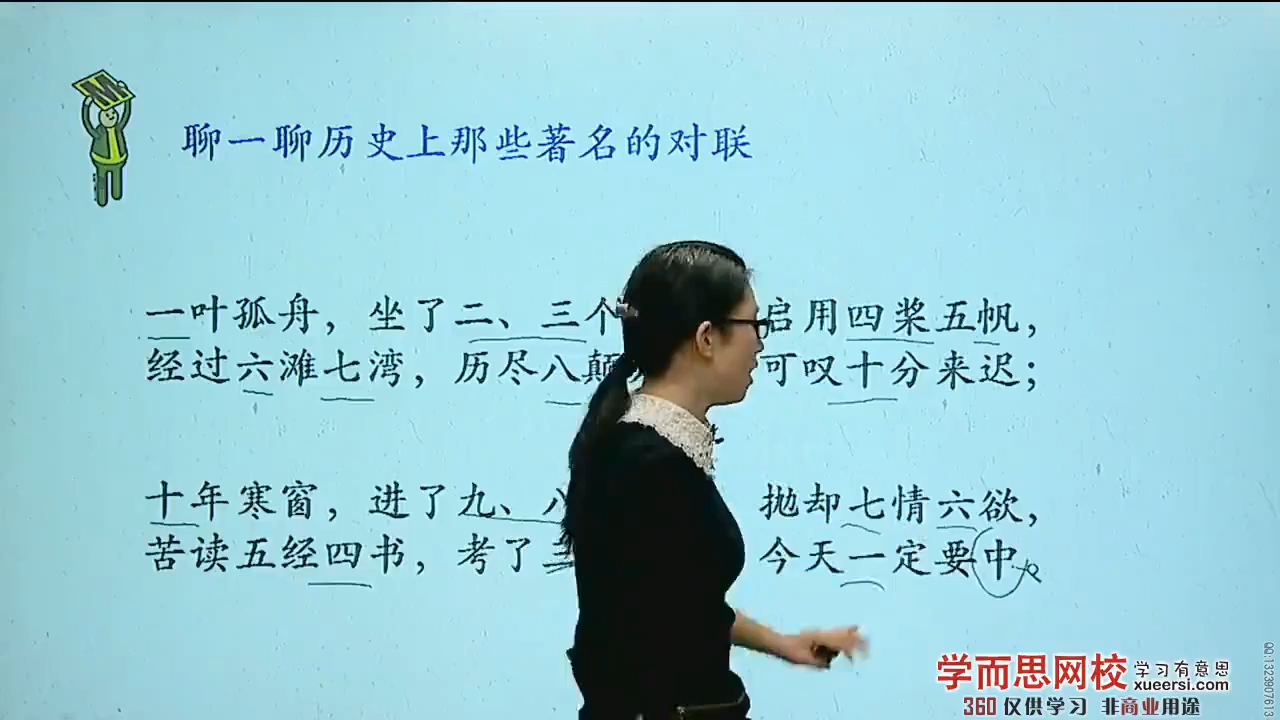 聊一聊历史上那些著名的对联
一叶孤舟，坐了二、三个 启用四桨五帆，
经过六滩七湾，历尽八颠 可叹十分来迟；
十年寒窗，进了九、八 抛却七情六欲，
苦读五经四书，考了三 今天一定要中
学而思网校 学习有意思
xueersi.com
360 仅供学习 非商业用途
QQ:132307613